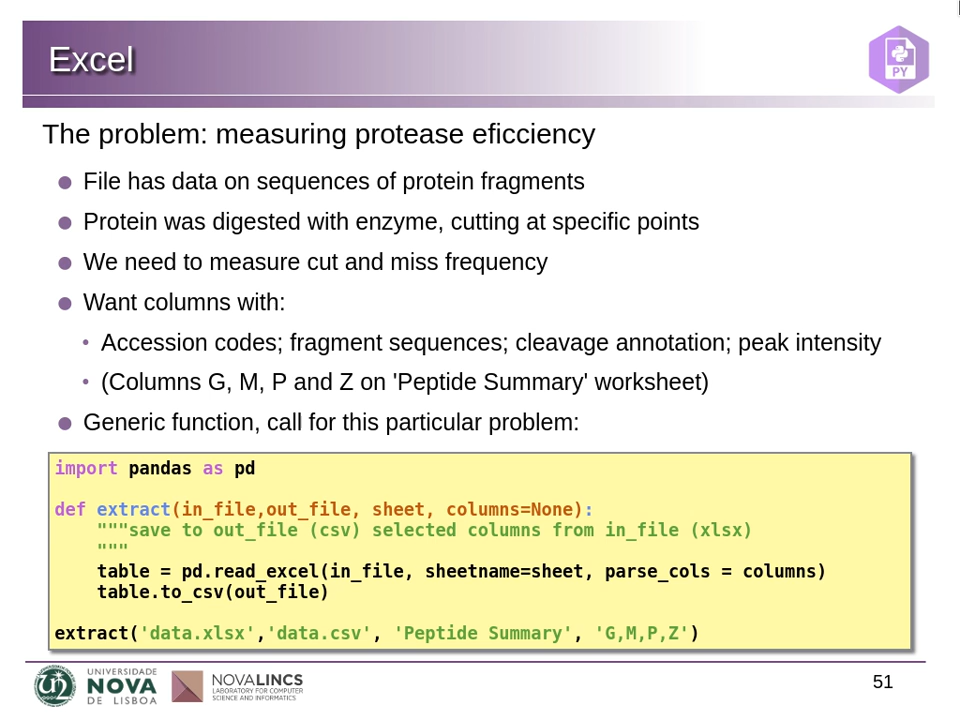 Excel
PY
The problem: measuring protease eficciency
File has data on sequences of protein fragments
Protein was digested with enzyme, cutting at specific points
We need to measure cut and miss frequency
Want columns with:
Accession codes; fragment sequences; cleavage annotation; peak intensity
(Columns G, M, P and Z on 'Peptide Summary' worksheet)
Generic function, call for this particular problem:
import pandas as pd
def extract(in_file,out_file, sheet, columns=None):
    """save to out_file (csv) selected columns from in_file (xlsx)
    """
    table = pd.read_excel(in_file, sheetname=sheet, parse_cols = columns)
    table.to_csv(out_file)
extract('data.xlsx','data.csv', 'Peptide Summary', 'G,M,P,Z')
UNIVERSIDADE
NOVA
DE LISBOA
NOVALINCS
LABORATORY FOR COMPUTER
SCIENCE AND INFORMATICS
51